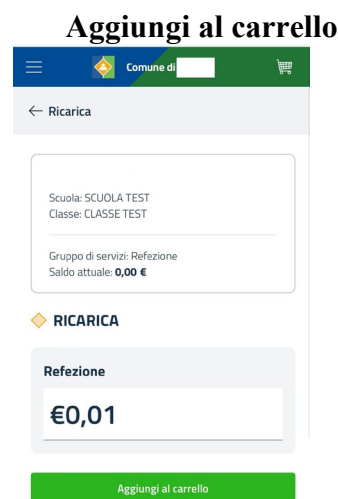 Aggiungi al carrello
Comune di
Ricarica
Scuola: SCUOLA TEST
Classe: CLASSE TEST
Gruppo di servizi: Refezione
Saldo attuale: 0,00 €
RICARICA
Refezione
€0,01
Aggiungi al carrello